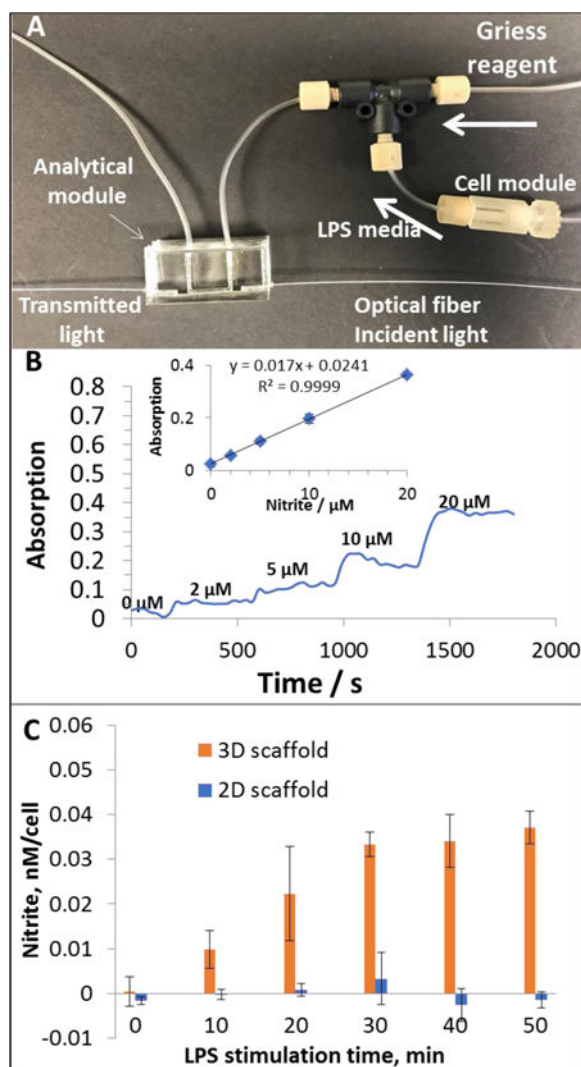 A
Griess
reagent
Analytical
module
Cell module
LPS media
Transmitted
light
Optical fiber
Incident light
B
y = 0.017x + 0.0241
R² = 0.9999
0.4
0.2
0
Absorption
0
10
20
Nitrite / µM
0.8
0.7
0.6
0.5
0.4
0.3
0.2
0.1
0
Absorption
0 µM
2 µM
5 µM
10 µM
20 µM
0
500
1000
1500
2000
Time / s
C
0.06
0.05
0.04
0.03
0.02
0.01
0
-0.01
Nitrite, nM/cell
3D scaffold
2D scaffold
0
10
20
30
40
50
LPS stimulation time, min